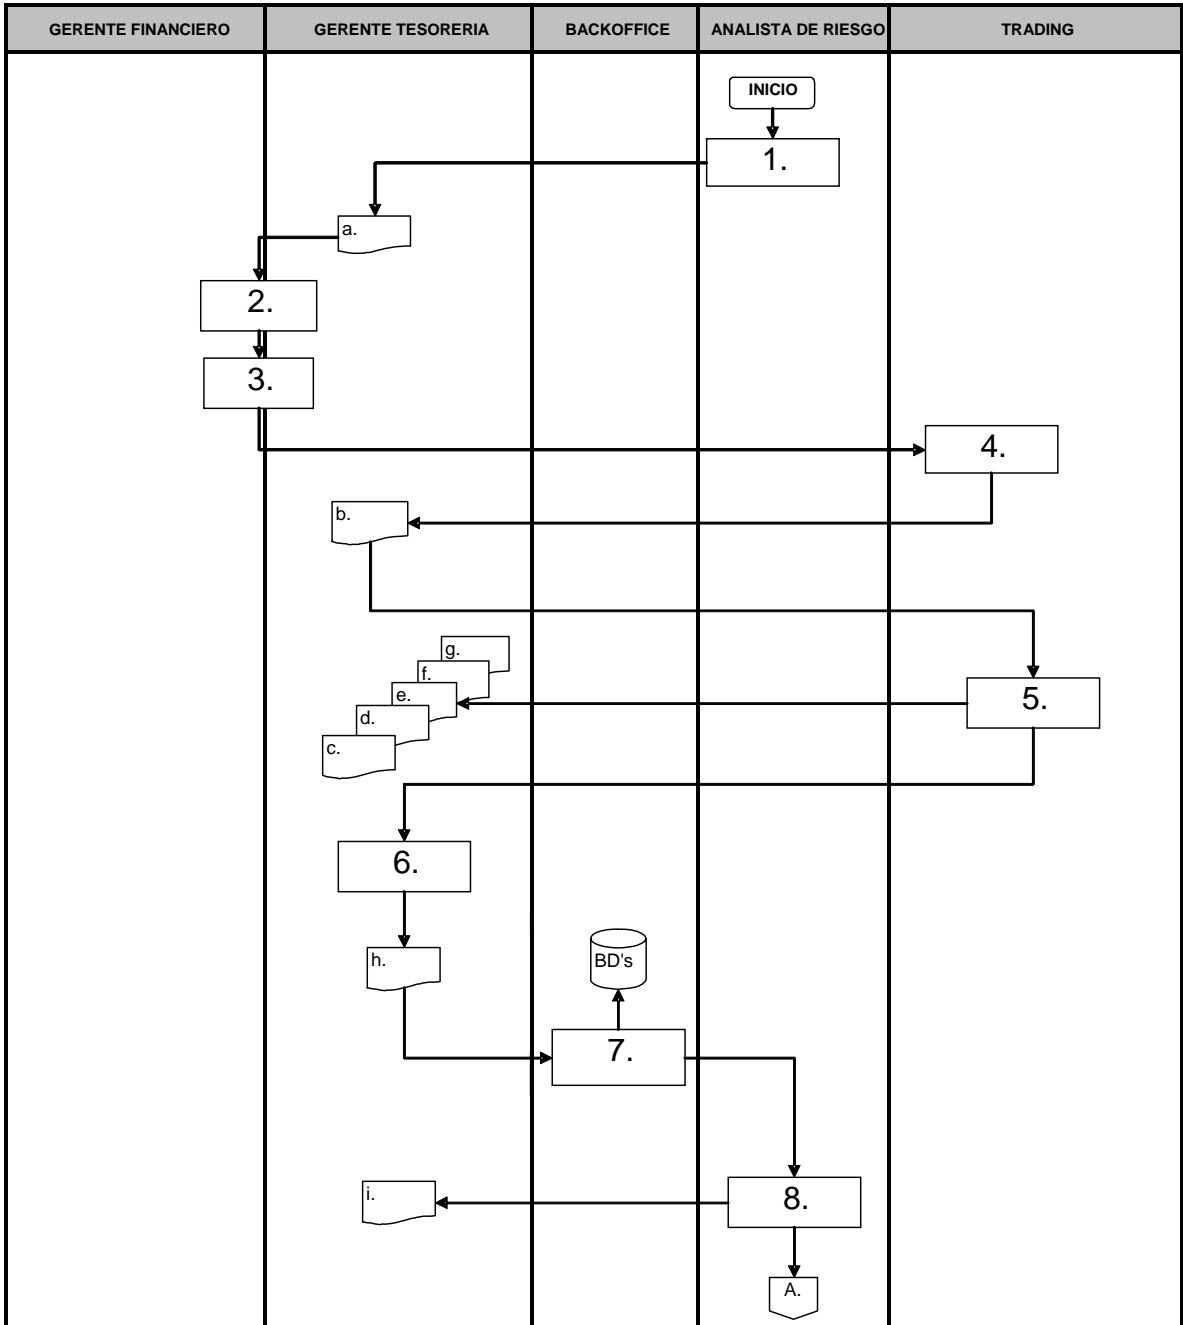 GERENTE FINANCIERO
GERENTE TESORERIA
BACKOFFICE
ANALISTA DE RIESGO
TRADING
INICIO
1.
a.
2.
3.
4.
b.
g.
f.
e.
5.
d.
c.
6.
h.
BD's
7.
i.
8.
A.